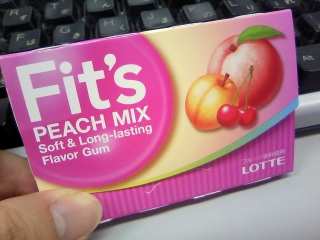 Fit's
PEACH MIX
Soft & Long-lasting
Flavor Gum
LOTTE